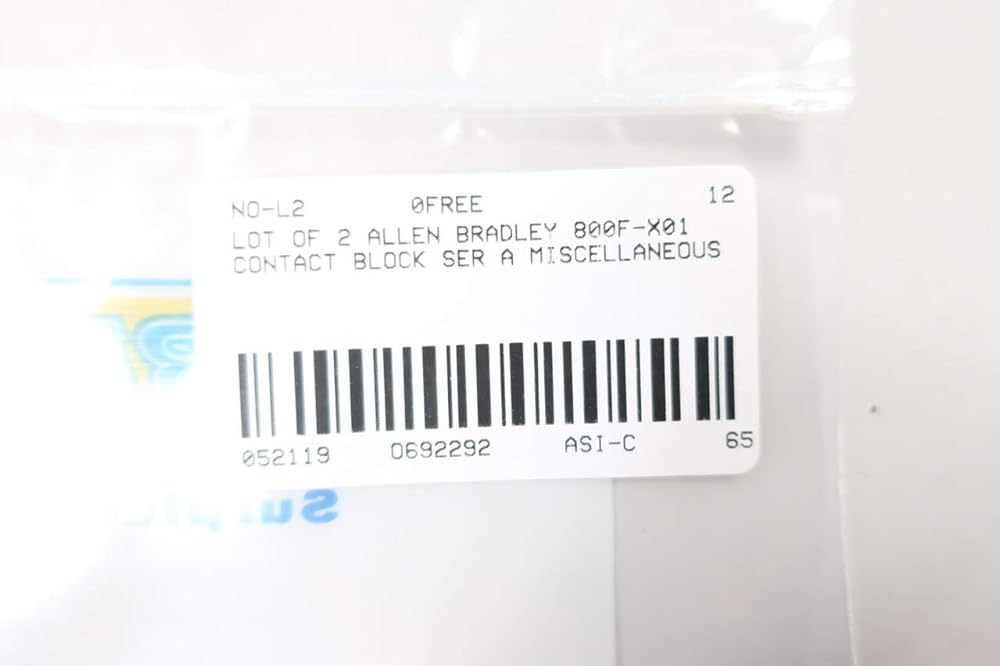 NO-L2 0FREE 12
LOT OF 2 ALLEN BRADLEY 800F-X01
CONTACT BLOCK SER A MISCELLANEOUS
052119 0692292 ASI-C 65